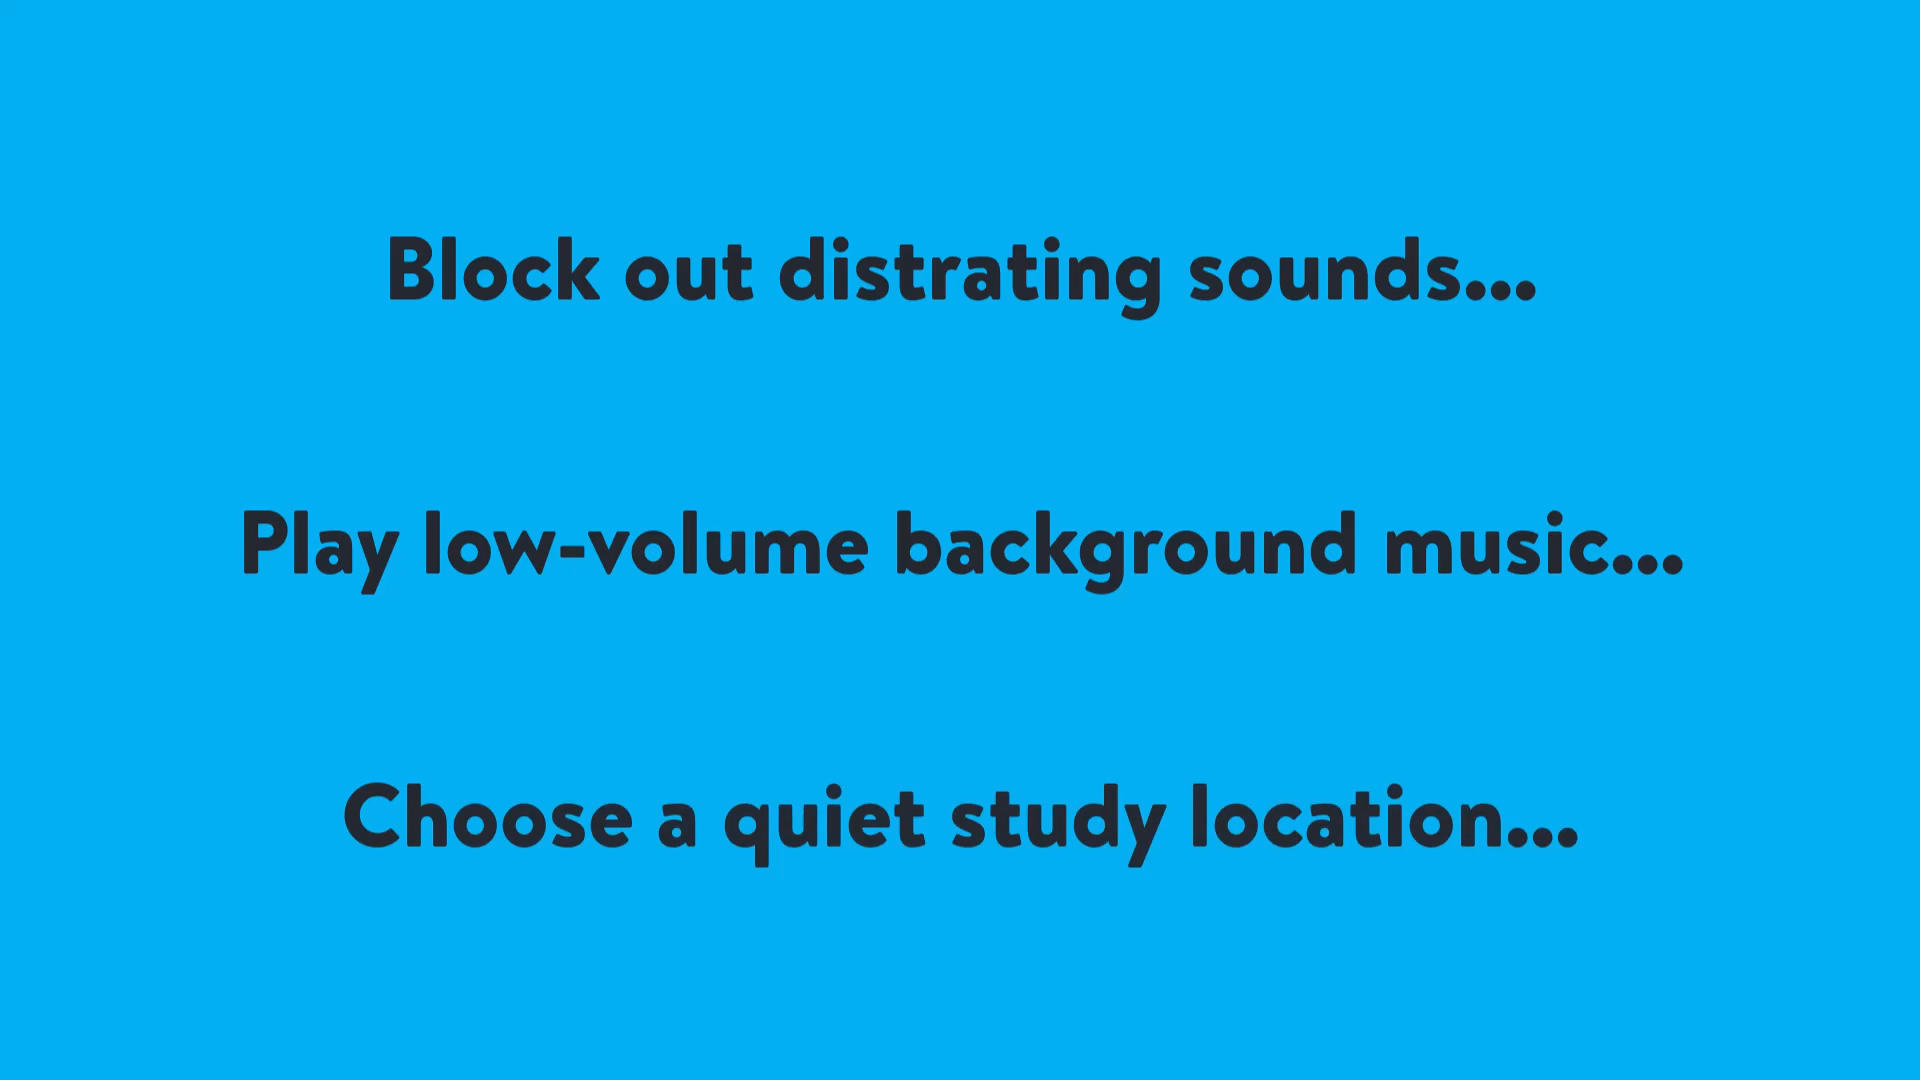 Block out distrating sounds...
Play low-volume background music...
Choose a quiet study location...